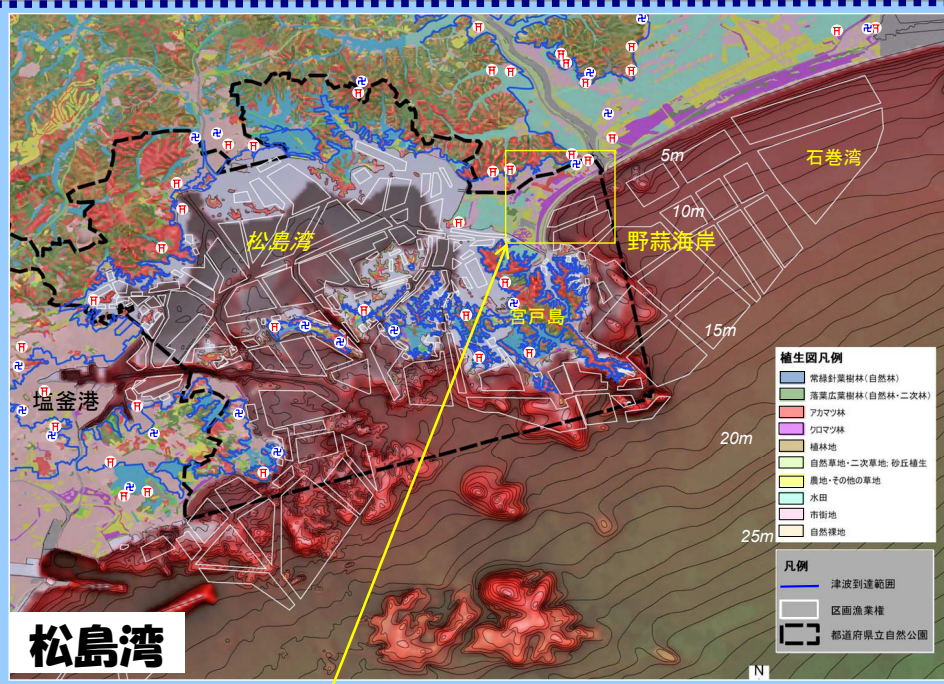 5m
石巻湾
10m
松島湾
野蒜海岸
宮戸島
15m
塩釜港
20m
25m
植生図凡例
常緑針葉樹林(自然林)
落葉広葉樹林(自然林・二次林)
アカマツ林
クロマツ林
植林地
自然草地・二次草地; 砂丘植生
農地・その他の草地
水田
市街地
自然裸地
凡例
津波到達範囲
区画漁業権
都道府県立自然公園
松島湾
N